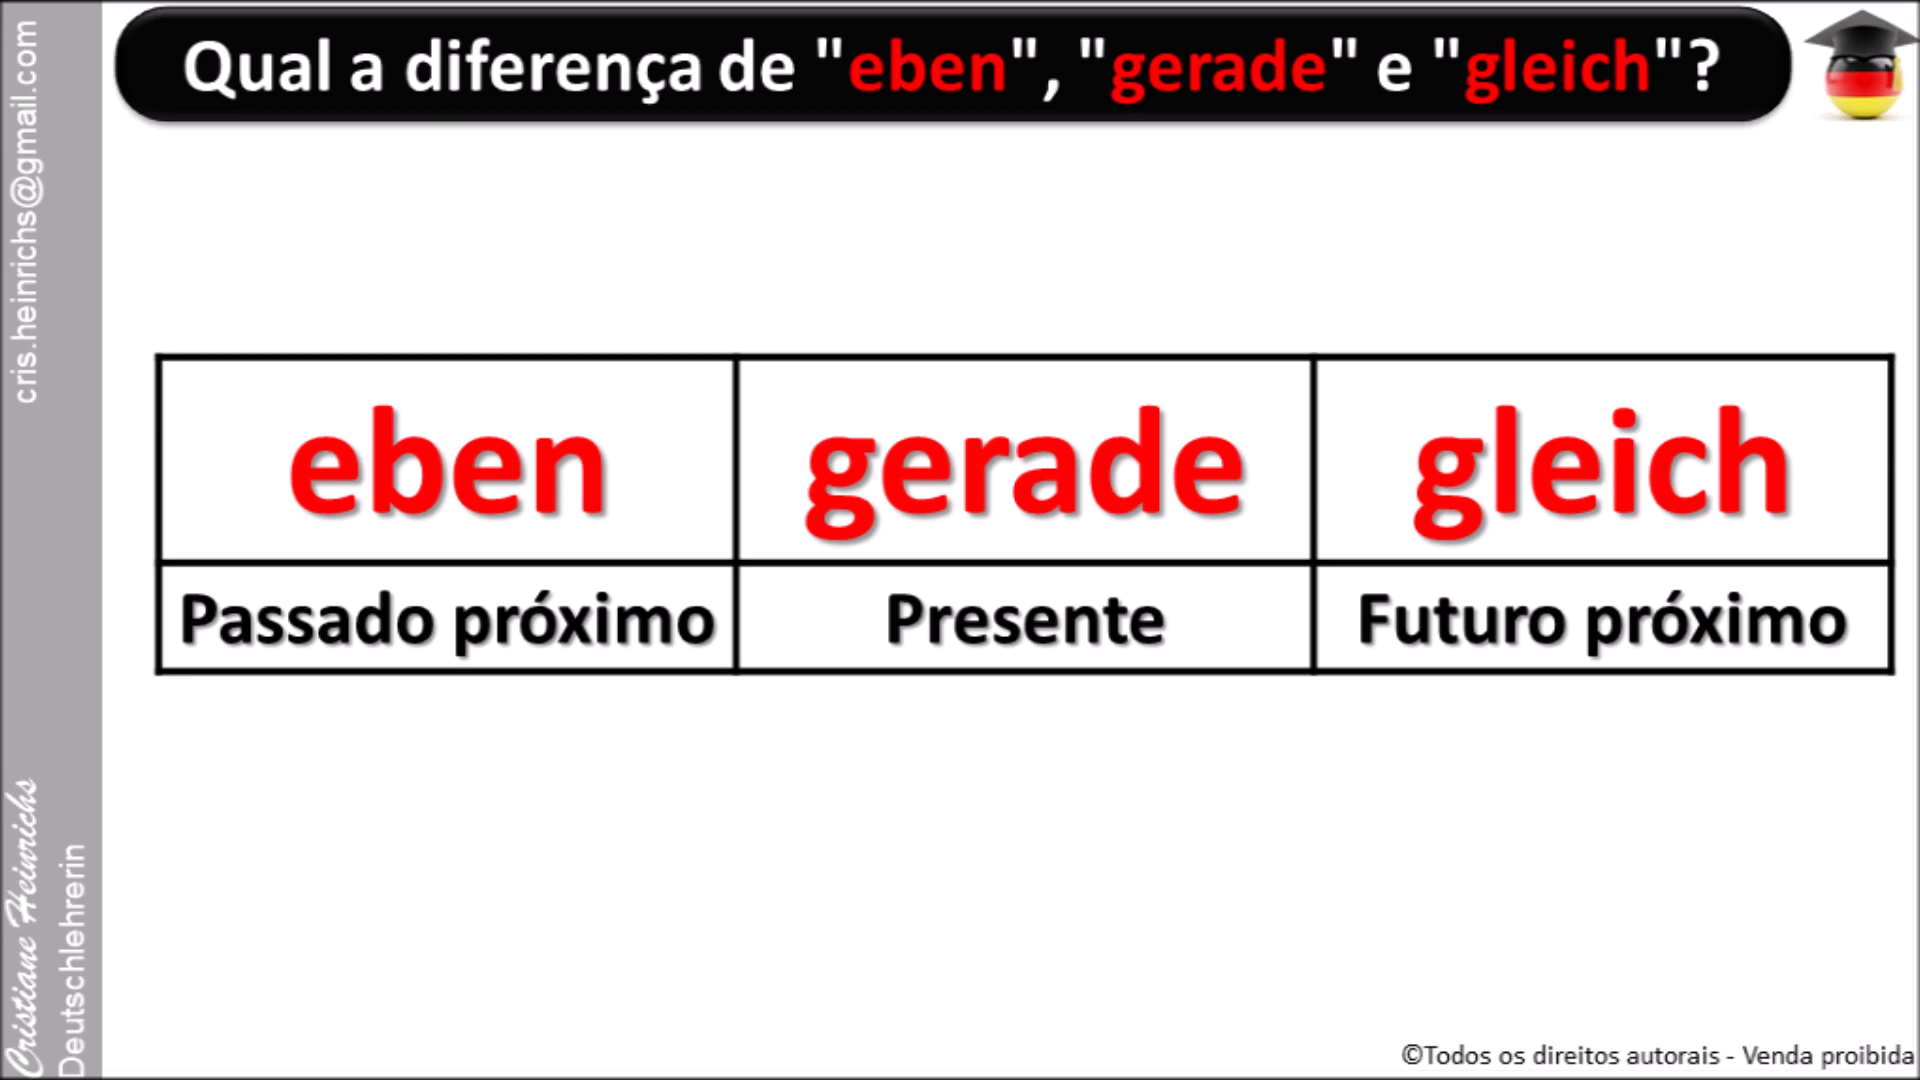 Qual a diferença de "eben", "gerade" e "gleich"?
eben
gerade
gleich
Passado próximo
Presente
Futuro próximo
cris.heinrichs@gmail.com
Cristiane Heinrichs
Deutschlehrerin
©Todos os direitos autorais - Venda proibida